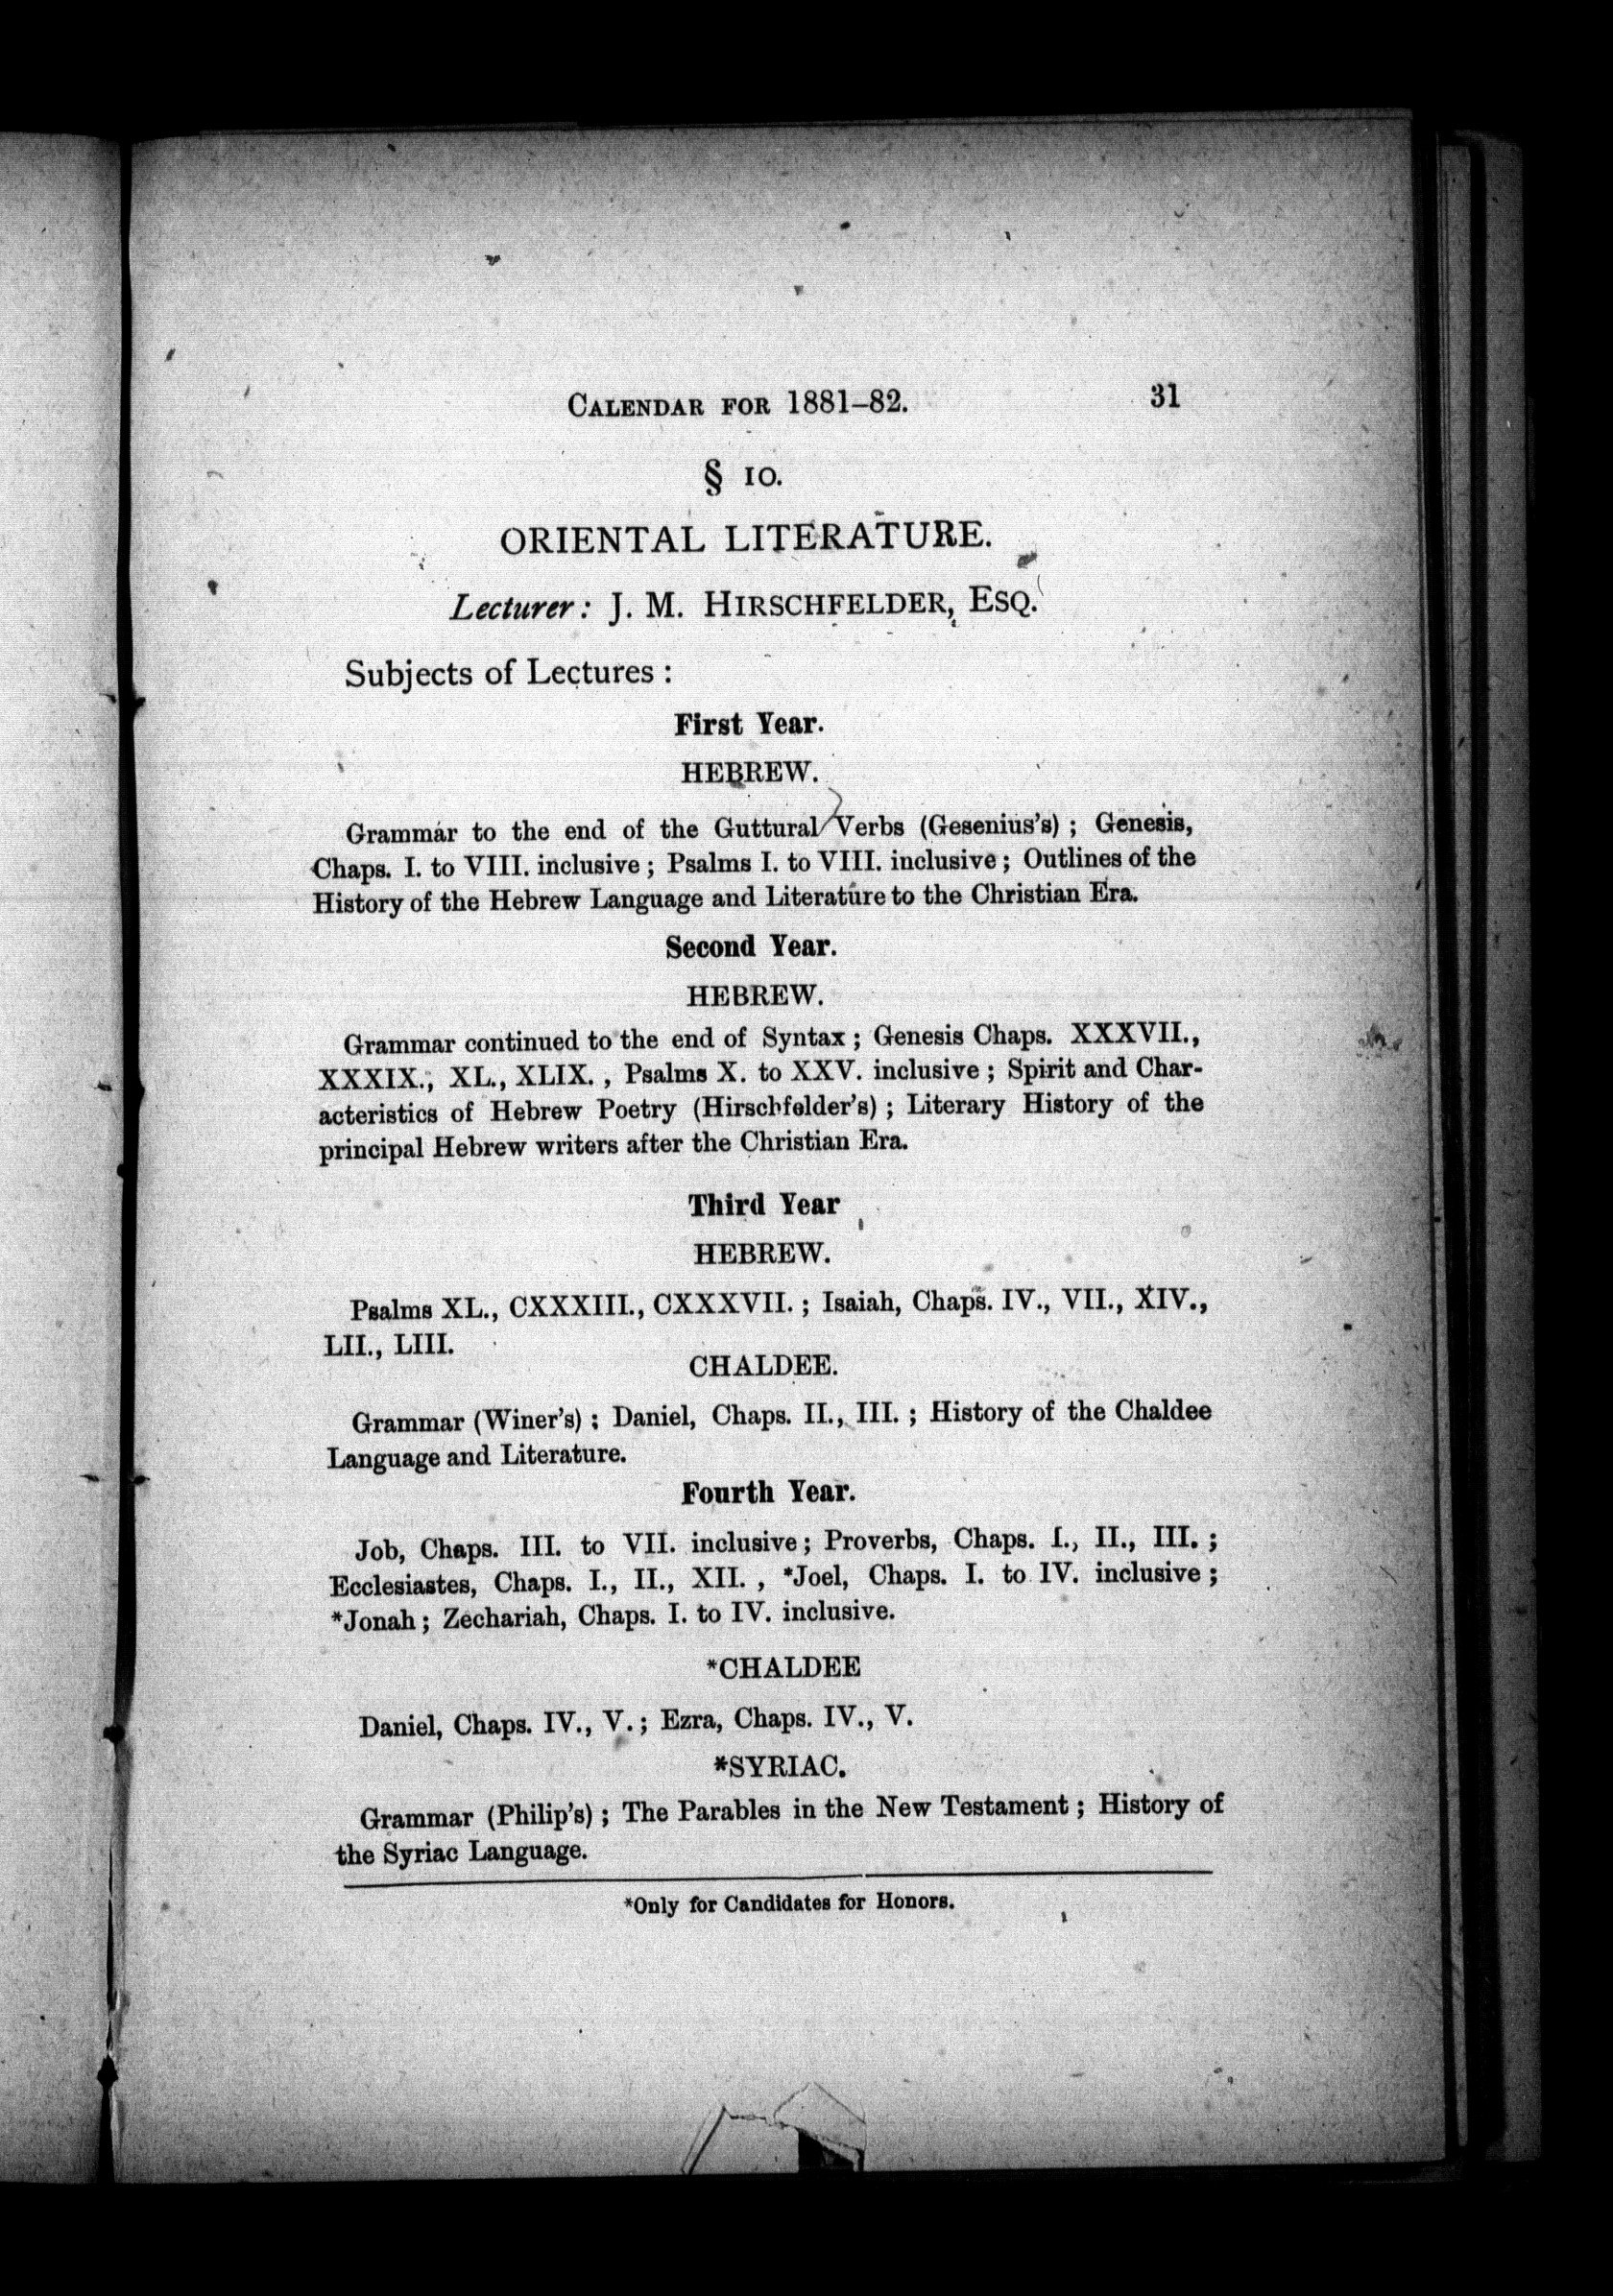 CALENDAR FOR 1881–82. 31
§ 10.
ORIENTAL LITERATURE.
Lecturer: J. M. HIRSCHFELDER, ESQ.
Subjects of Lectures :
First Year.
HEBREW.
Grammar to the end of the Guttural Verbs (Gesenius's) ; Genesis,
Chaps. I. to VIII. inclusive ; Psalms I. to VIII. inclusive ; Outlines of the
History of the Hebrew Language and Literature to the Christian Era.
Second Year.
HEBREW.
Grammar continued to the end of Syntax ; Genesis Chaps. XXXVII.,
XXXIX., XL., XLIX. , Psalms X. to XXV. inclusive ; Spirit and Char-
acteristics of Hebrew Poetry (Hirschfelder's) ; Literary History of the
principal Hebrew writers after the Christian Era.
Third Year
HEBREW.
Psalms XL., CXXXIII., CXXXVII. ; Isaiah, Chaps. IV., VII., XIV.,
LII., LIII.
CHALDEE.
Grammar (Winer's) ; Daniel, Chaps. II., III. ; History of the Chaldee
Language and Literature.
Fourth Year.
Job, Chaps. III. to VII. inclusive ; Proverbs, Chaps. I., II., III. ;
Ecclesiastes, Chaps. I., II., XII. , *Joel, Chaps. I. to IV. inclusive ;
*Jonah ; Zechariah, Chaps. I. to IV. inclusive.
*CHALDEE
Daniel, Chaps. IV., V. ; Ezra, Chaps. IV., V.
*SYRIAC.
Grammar (Philip's) ; The Parables in the New Testament ; History of
the Syriac Language.
*Only for Candidates for Honors.